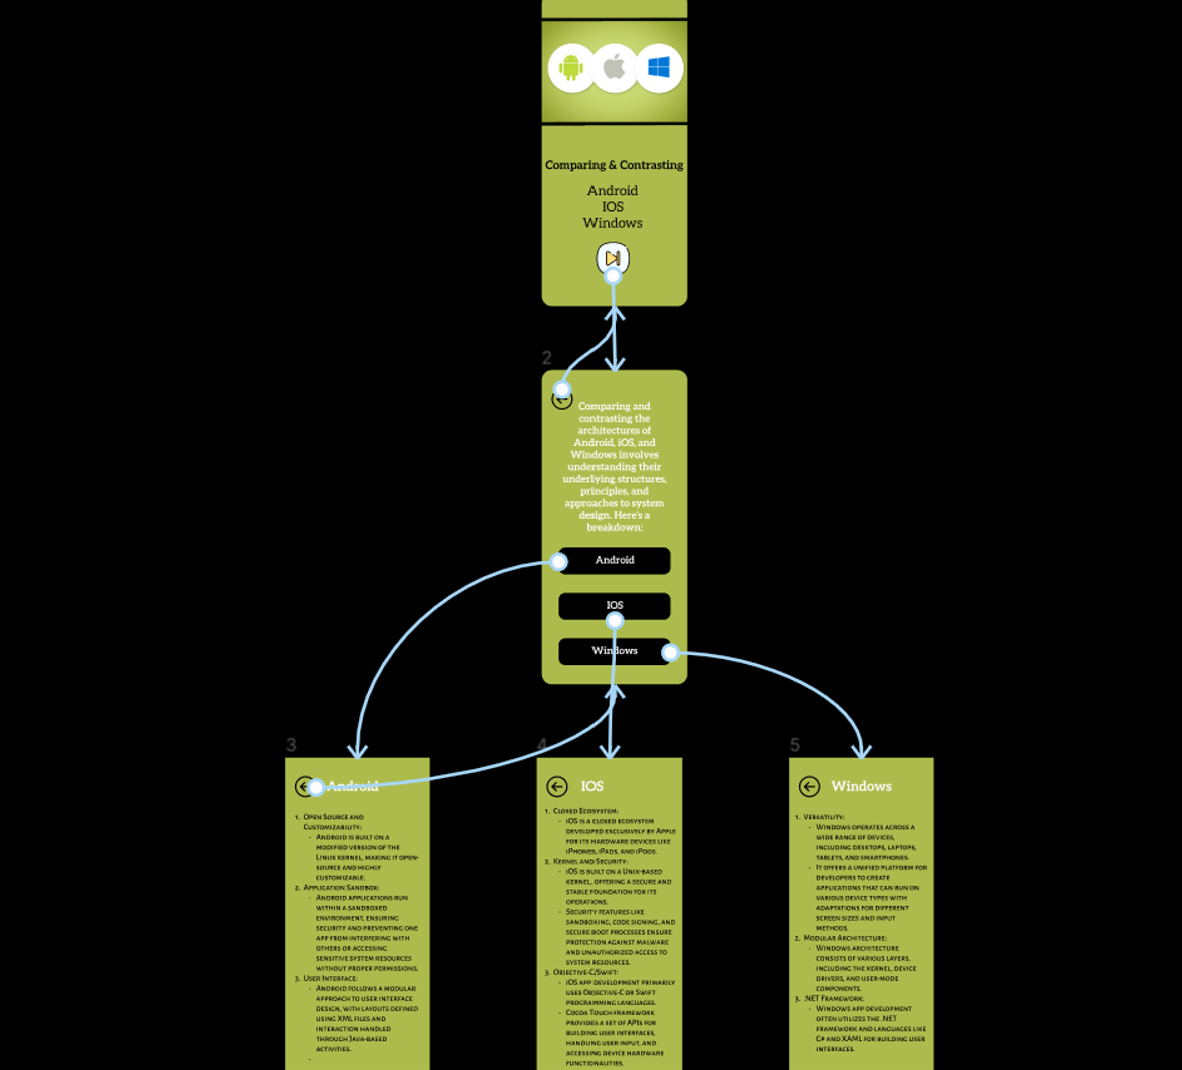 Comparing & Contrasting
Android
IOS
Windows
2
Comparing and
contrasting the
architectures of
Android, iOS, and
Windows involves
understanding their
underlying structures,
principles, and
approaches to system
design. Here's a
breakdown:
Android
IOS
Windows
3
Android
1. Open Source and
Customizability:
- Android is built on a
modified version of the
Linux kernel, making it open-
source and highly
customizable.
2. Application Sandbox:
- Android applications run
within a sandboxed
environment, ensuring
security and preventing one
app from interfering with
others or accessing
sensitive system resources
without proper permissions.
3. User Interface:
- Android follows a modular
approach to user interface
design, with layouts defined
using XML files and
interaction handled
through Java-based
activities.
-
4
IOS
1. Closed Ecosystem:
- iOS is a closed ecosystem
developed exclusively by Apple
for its hardware devices like
iPhones, iPads, and iPods.
2. Kernel and Security:
- iOS is built on a Unix-based
kernel, offering a secure and
stable foundation for its
operations.
- Security features like
sandboxing, code signing, and
secure boot processes ensure
protection against malware
and unauthorized access to
system resources.
3. Objective-C/Swift:
- iOS app development primarily
uses Objective-C or Swift
programming languages.
- Cocoa Touch framework
provides a set of APIs for
building user interfaces,
handling user input, and
accessing device hardware
functionalities.
5
Windows
1. Versatility:
- Windows operates across a
wide range of devices,
including desktops, laptops,
tablets, and smartphones.
- It offers a unified platform for
developers to create
applications that can run on
various device types with
adaptations for different
screen sizes and input
methods.
2. Modular Architecture:
- Windows architecture
consists of various layers,
including the kernel, device
drivers, and user-mode
components.
3. .NET Framework:
- Windows app development
often utilizes the .NET
framework and languages like
C# and XAML for building user
interfaces.